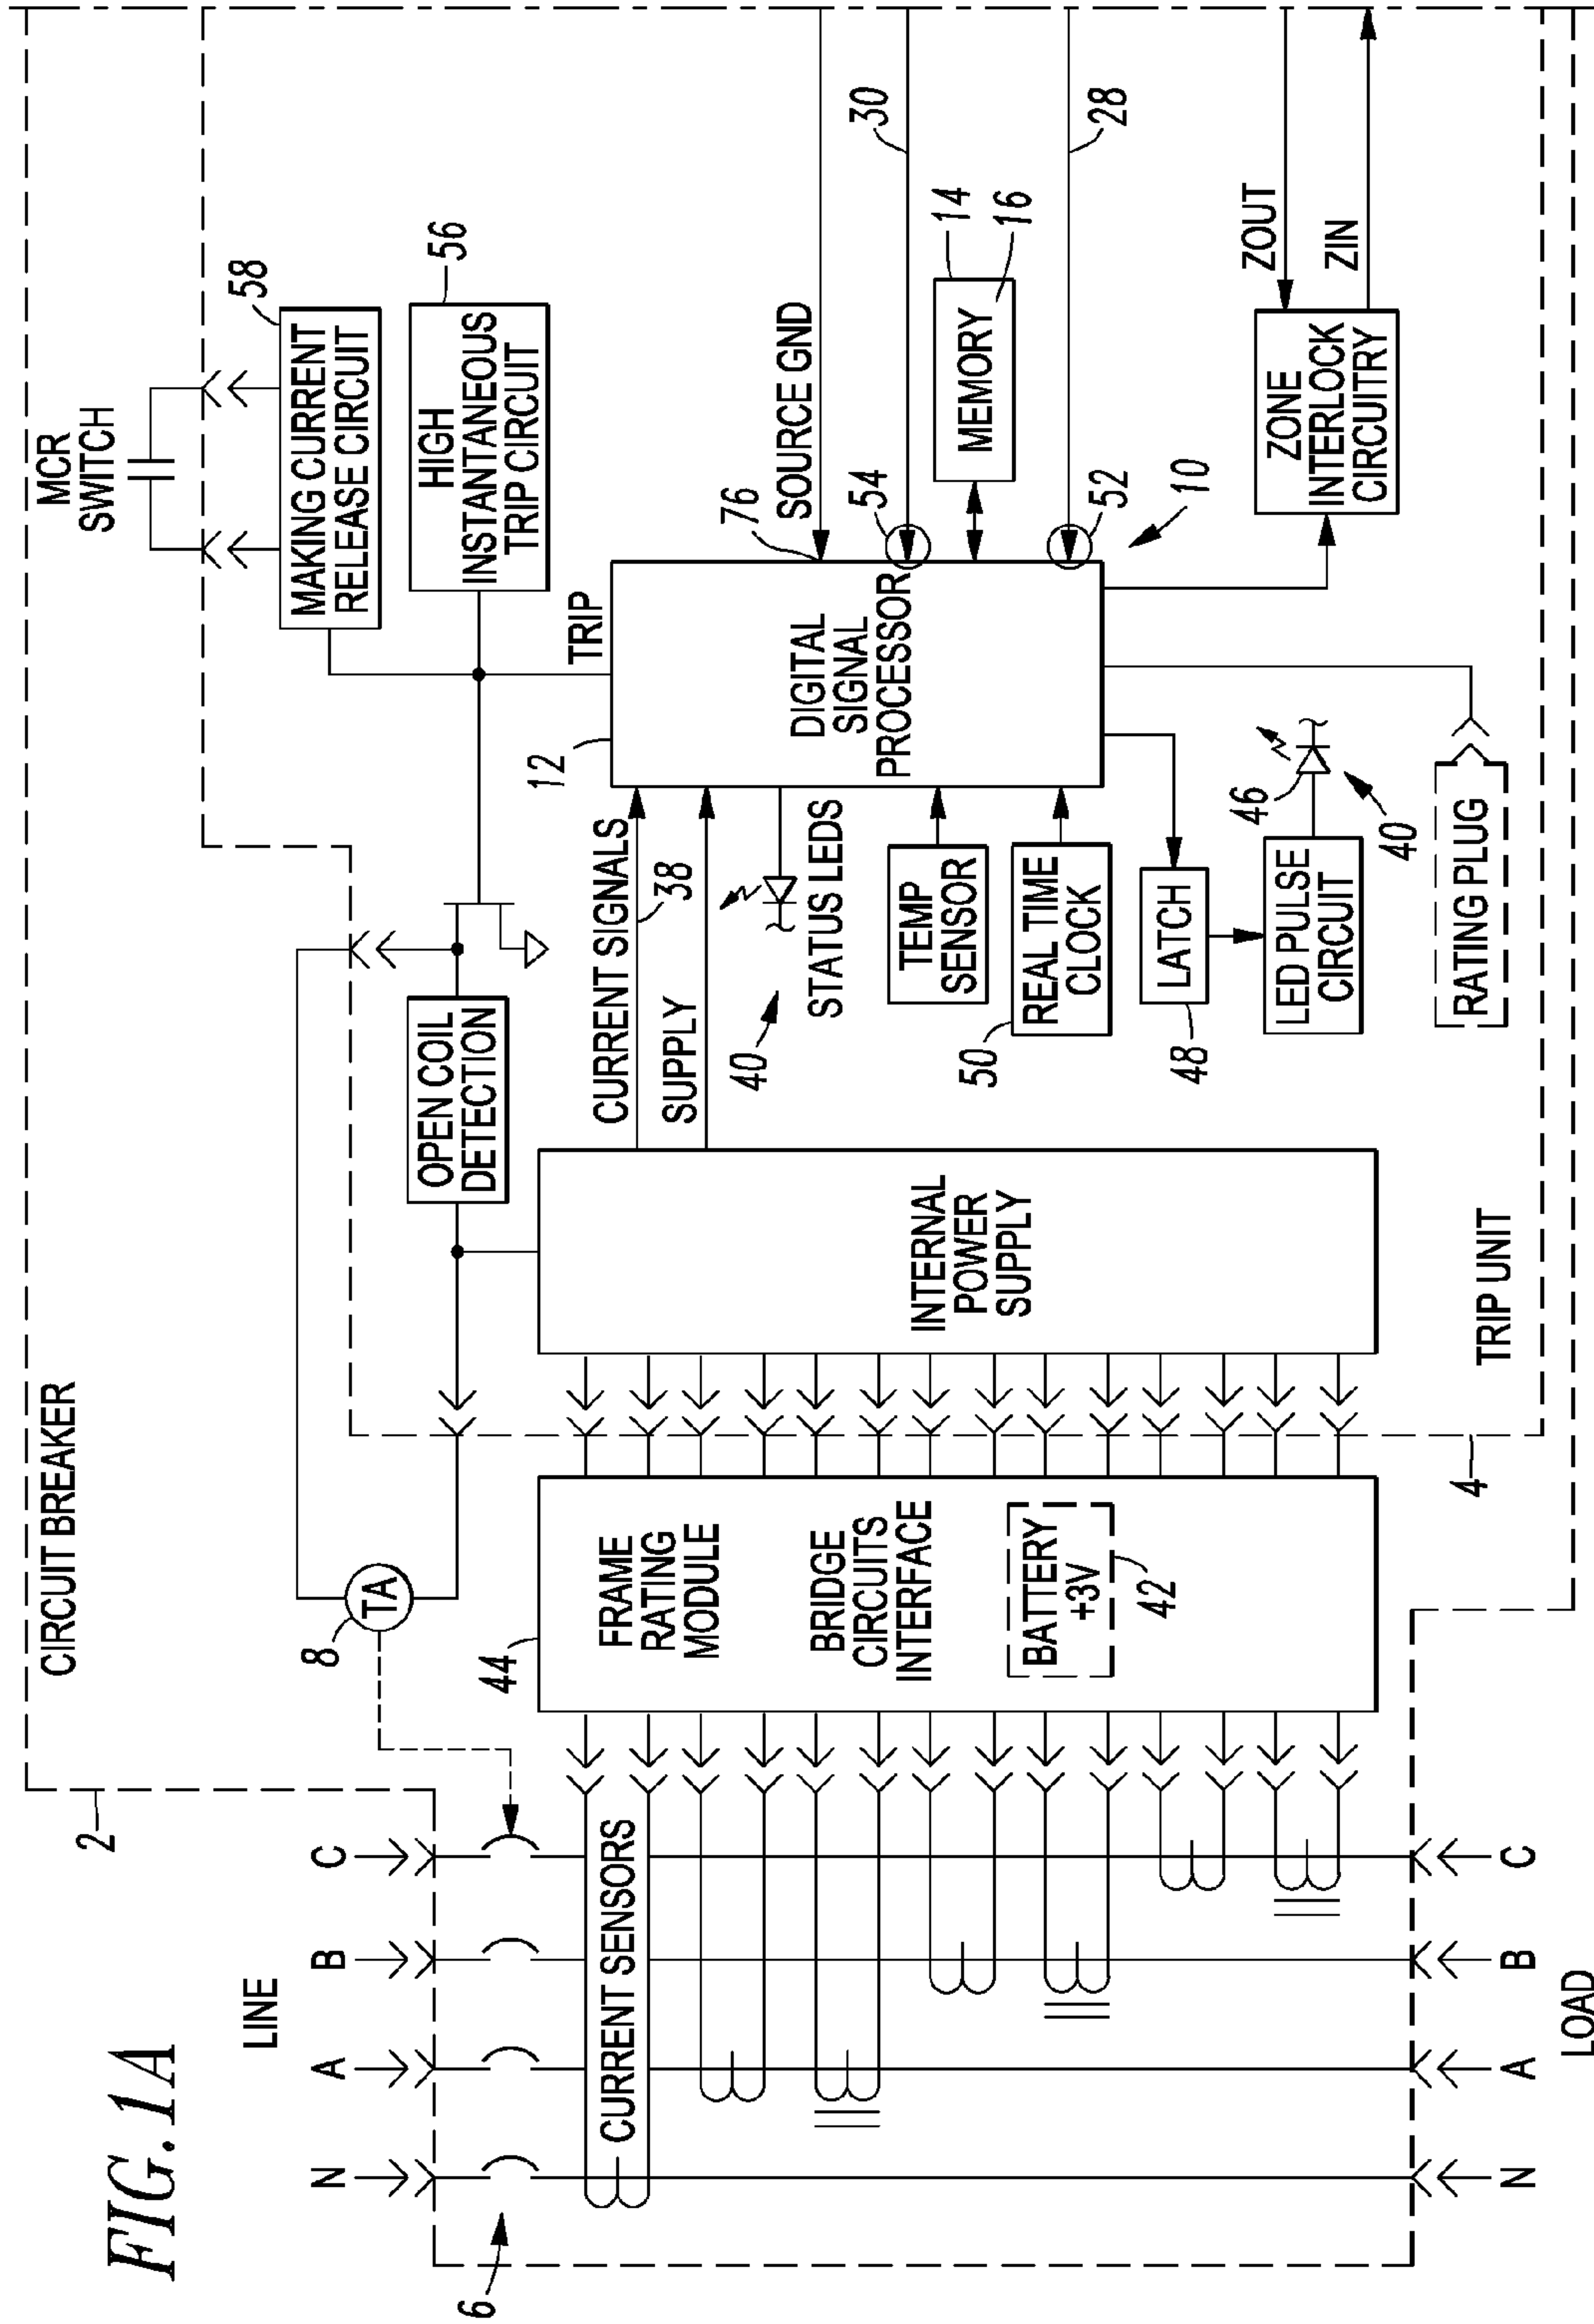 FIG. 1A
CIRCUIT BREAKER
2
LINE
N
A
B
C
6
8
TA
MCR
SWITCH
58
MAKING CURRENT
RELEASE CIRCUIT
56
HIGH
INSTANTANEOUS
TRIP CIRCUIT
OPEN COIL
DETECTION
TRIP
44
FRAME
RATING
MODULE
BRIDGE
CIRCUITS
INTERFACE
BATTERY
+3V
42
CURRENT SENSORS
INTERNAL
POWER
SUPPLY
CURRENT SIGNALS
38
SUPPLY
40
STATUS LEDS
12
DIGITAL
SIGNAL
PROCESSOR
76
SOURCE GND
54
30
MEMORY
14
16
52
28
10
TEMP
SENSOR
REAL TIME
CLOCK
50
LATCH
48
LED PULSE
CIRCUIT
46
40
RATING PLUG
ZONE
INTERLOCK
CIRCUITRY
ZOUT
ZIN
TRIP UNIT
4
N
A
B
C
LOAD